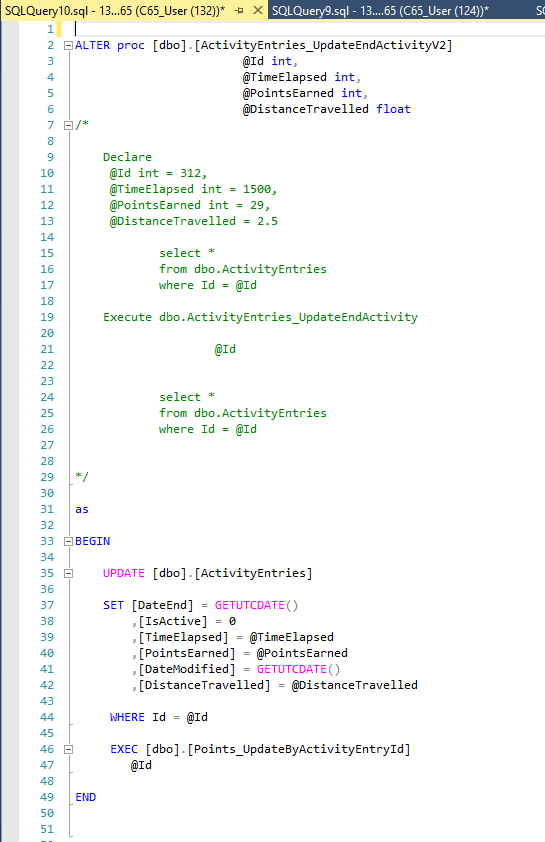 SQLQuery10.sql - 13...65 (C65_User (132))*
SQLQuery9.sql - 13....65 (C65_User (124))*
1
2 ALTER proc [dbo].[ActivityEntries_UpdateEndActivityV2]
3 @Id int,
4 @TimeElapsed int,
5 @PointsEarned int,
6 @DistanceTravelled float
7 /*
8
9 Declare
10 @Id int = 312,
11 @TimeElapsed int = 1500,
12 @PointsEarned int = 29,
13 @DistanceTravelled = 2.5
14
15 select *
16 from dbo.ActivityEntries
17 where Id = @Id
18
19 Execute dbo.ActivityEntries_UpdateEndActivity
20
21 @Id
22
23
24 select *
25 from dbo.ActivityEntries
26 where Id = @Id
27
28
29 */
30
31 as
32
33 BEGIN
34
35 UPDATE [dbo].[ActivityEntries]
36
37 SET [DateEnd] = GETUTCDATE()
38 ,[IsActive] = 0
39 ,[TimeElapsed] = @TimeElapsed
40 ,[PointsEarned] = @PointsEarned
41 ,[DateModified] = GETUTCDATE()
42 ,[DistanceTravelled] = @DistanceTravelled
43
44 WHERE Id = @Id
45
46 EXEC [dbo].[Points_UpdateByActivityEntryId]
47 @Id
48
49 END
50
51